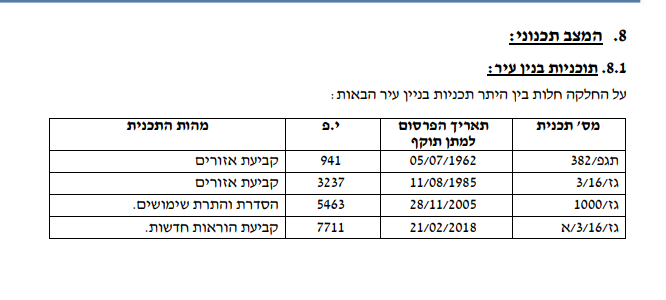 8. המצב תכנוני:
8.1. תוכניות בנין עיר:
על החלקה חלות בין היתר תכניות בניין עיר הבאות:
מס' תכנית תאריך הפרסום למתן תוקף י.פ מהות התכנית
תגפ/382 05/07/1962 941 קביעת אזורים
גז/3/16 11/08/1985 3237 קביעת אזורים
גז/1000 28/11/2005 5463 הסדרת והתרת שימושים.
גז/3/16/א 21/02/2018 7711 קביעת הוראות חדשות.